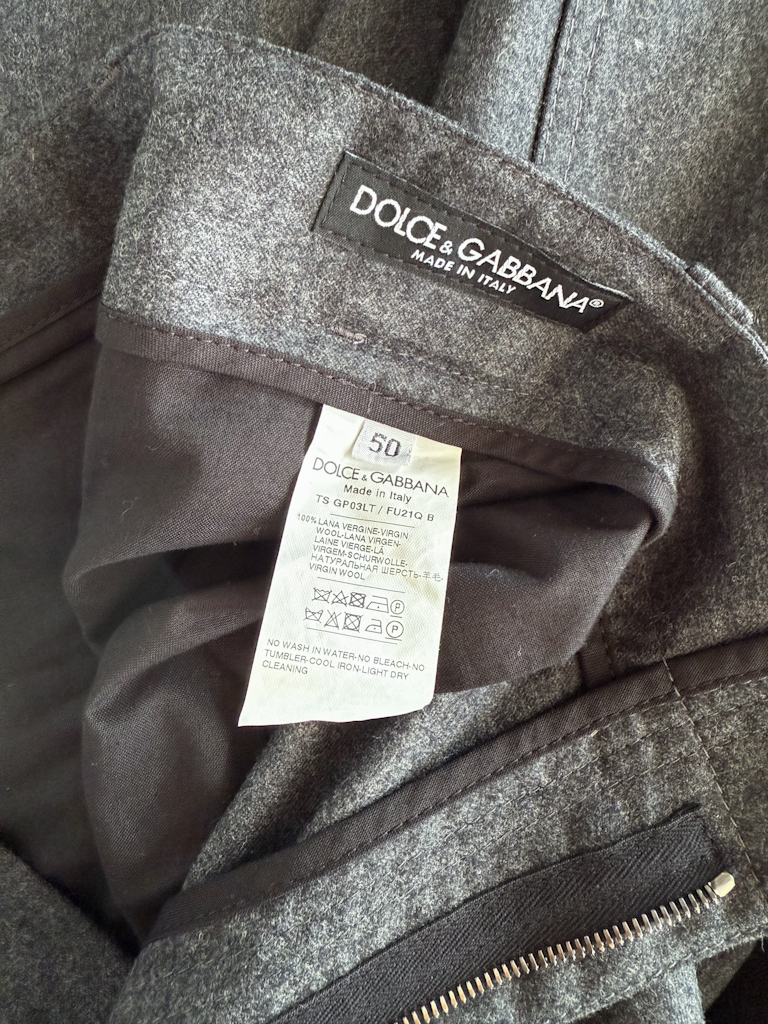 DOLCE & GABBANA®
MADE IN ITALY
50
DOLCE & GABBANA
Made in Italy
TS GP03LT / FU21Q B
100% LANA VERGINE-VIRGIN
WOOL-LANA VIRGEN-
LAINE VIERGE-LÃ
VIRGEM-SCHURWOLLE-
НАТУРАЛЬНАЯ ШЕРСТЬ-羊毛-
VIRGIN WOOL
P
P
NO WASH IN WATER-NO BLEACH-NO
TUMBLER-COOL IRON-LIGHT DRY
CLEANING